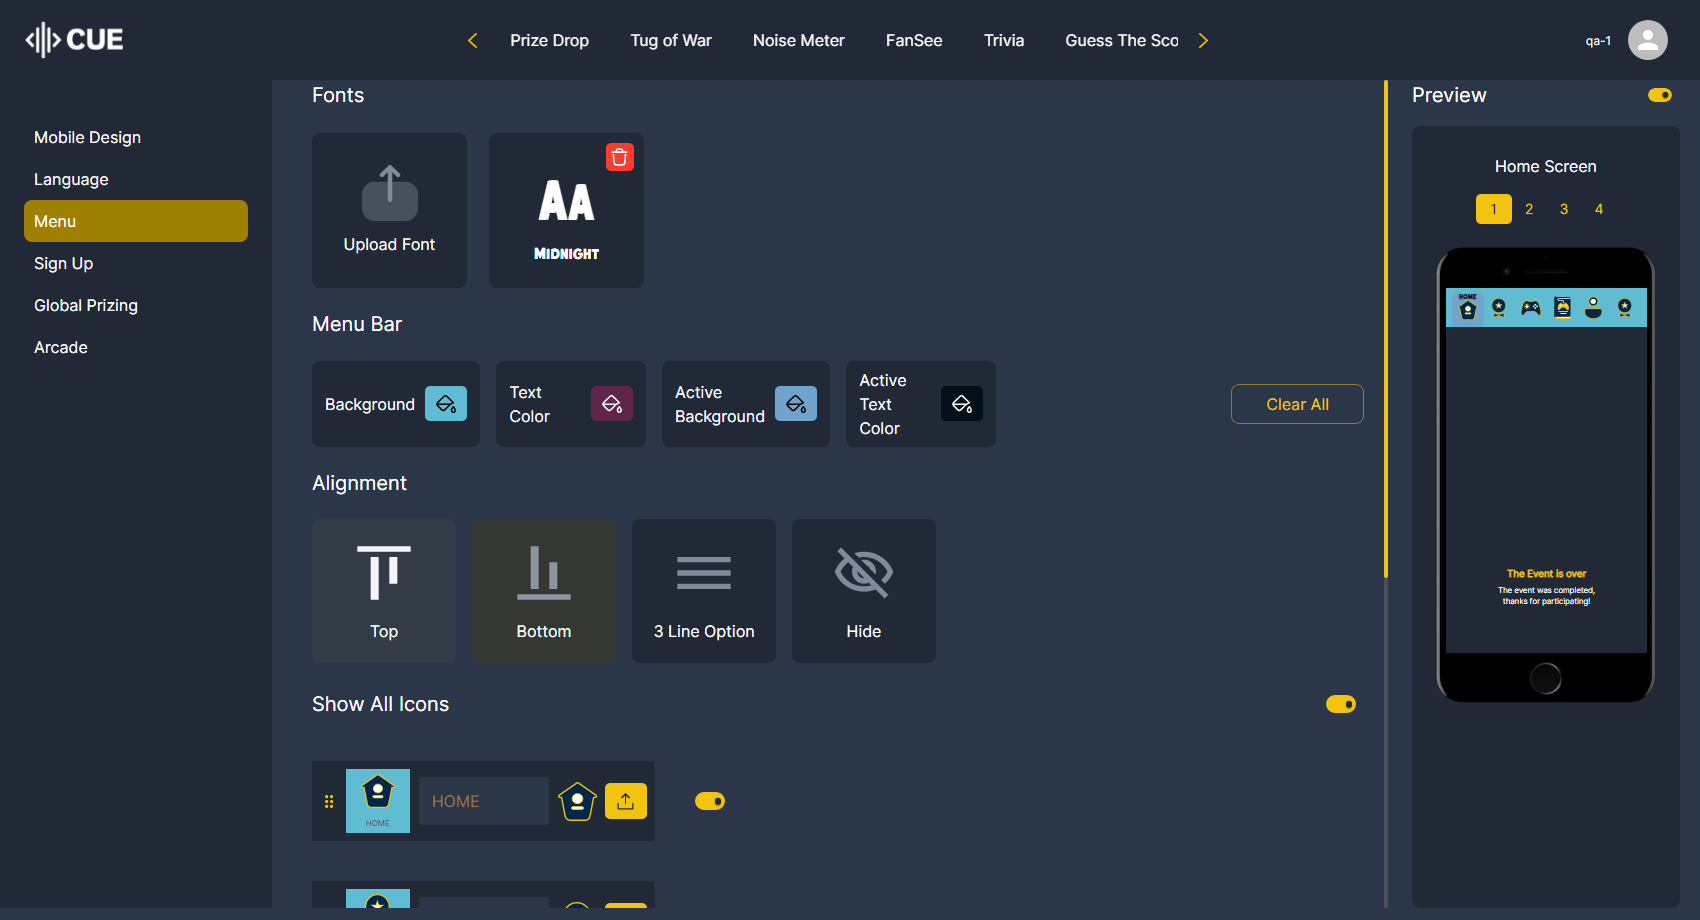 CUE
Prize Drop
Tug of War
Noise Meter
FanSee
Trivia
Guess The Sco
qa-1
Mobile Design
Language
Menu
Sign Up
Global Prizing
Arcade
Fonts
Upload Font
AA
MIDNIGHT
Menu Bar
Background
Text
Color
Active
Background
Active
Text
Color
Clear All
Alignment
Top
Bottom
3 Line Option
Hide
Show All Icons
HOME
HOME
Preview
Home Screen
1 2 3 4
HOME
The Event is over
The event was completed,
thanks for participating!